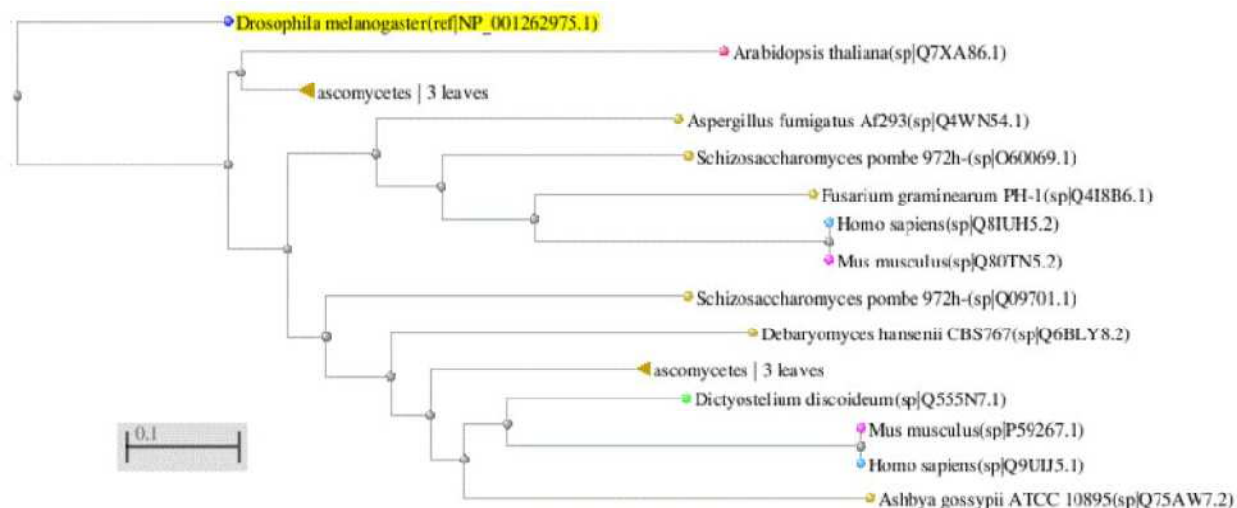 Drosophila melanogaster(ref|NP_001262975.1)
Arabidopsis thaliana(sp|Q7XA86.1)
ascomycetes | 3 leaves
Aspergillus fumigatus Af293(sp|Q4WN54.1)
Schizosaccharomyces pombe 972h-(sp|O60069.1)
Fusarium graminearum PH-1(sp|Q4I8B6.1)
Homo sapiens(sp|Q8IUH5.2)
Mus musculus(sp|Q80TN5.2)
Schizosaccharomyces pombe 972h-(sp|Q09701.1)
Debaryomyces hansenii CBS767(sp|Q6BLY8.2)
ascomycetes | 3 leaves
Dictyostelium discoideum(sp|Q555N7.1)
Mus musculus(sp|P59267.1)
0.1
Homo sapiens(sp|Q9UIJ5.1)
Ashbya gossypii ATCC 10895(sp|Q75AW7.2)